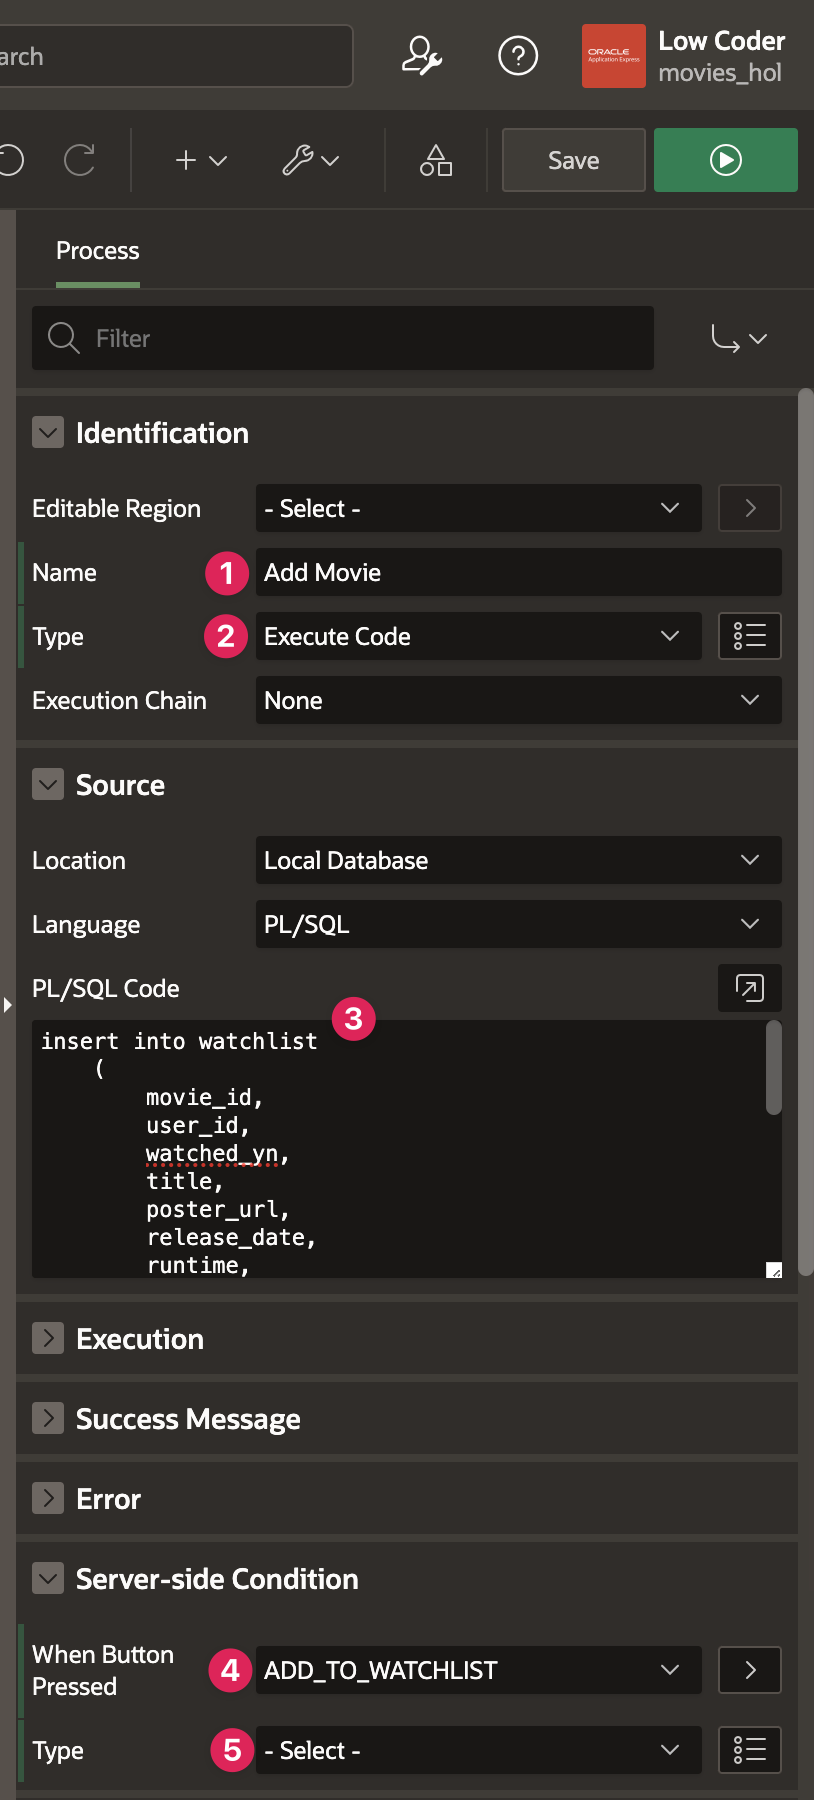 arch
ORACLE
Application Express
Low Coder
movies_hol
Save
Process
Filter
Identification
Editable Region - Select -
Name 1 Add Movie
Type 2 Execute Code
Execution Chain None
Source
Location Local Database
Language PL/SQL
PL/SQL Code
3
insert into watchlist
(
movie_id,
user_id,
watched_yn,
title,
poster_url,
release_date,
runtime,
Execution
Success Message
Error
Server-side Condition
When Button
Pressed
4 ADD_TO_WATCHLIST
Type 5 - Select -